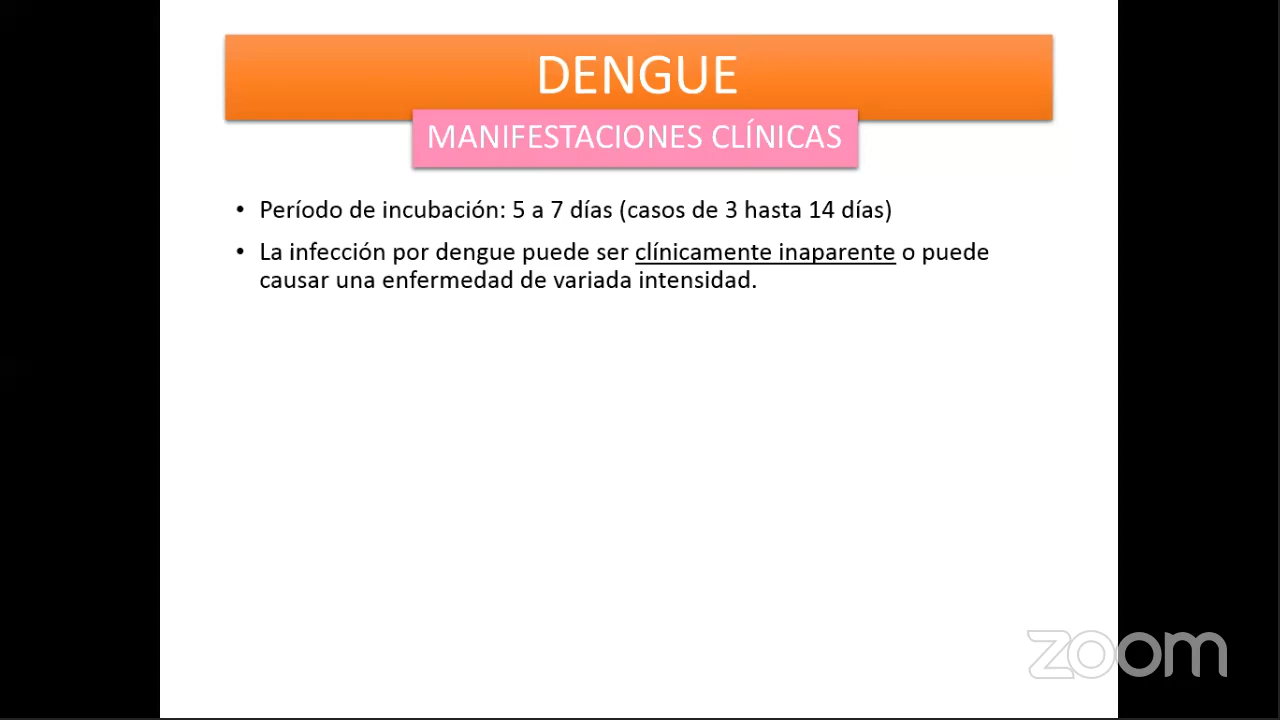 DENGUE
MANIFESTACIONES CLÍNICAS
• Período de incubación: 5 a 7 días (casos de 3 hasta 14 días)
• La infección por dengue puede ser clínicamente inaparente o puede
causar una enfermedad de variada intensidad.
zoom